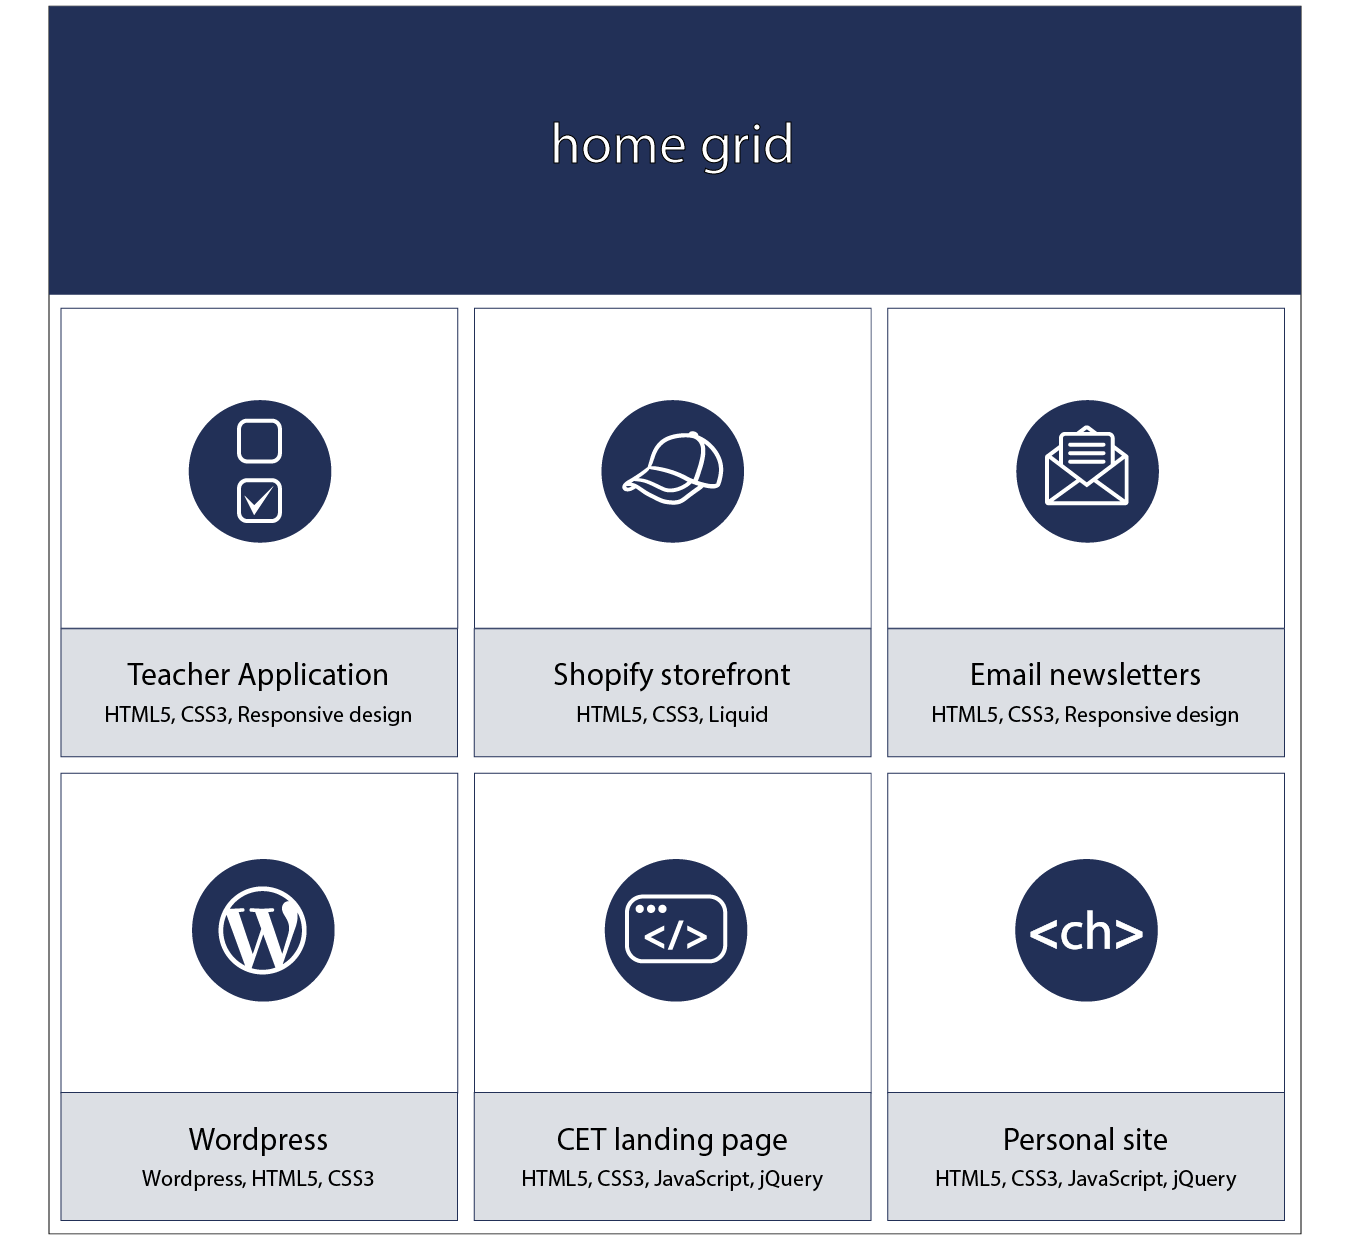 home grid
Teacher Application
HTML5, CSS3, Responsive design
Shopify storefront
HTML5, CSS3, Liquid
Email newsletters
HTML5, CSS3, Responsive design
W
</>
<ch>
Wordpress
Wordpress, HTML5, CSS3
CET landing page
HTML5, CSS3, JavaScript, jQuery
Personal site
HTML5, CSS3, JavaScript, jQuery